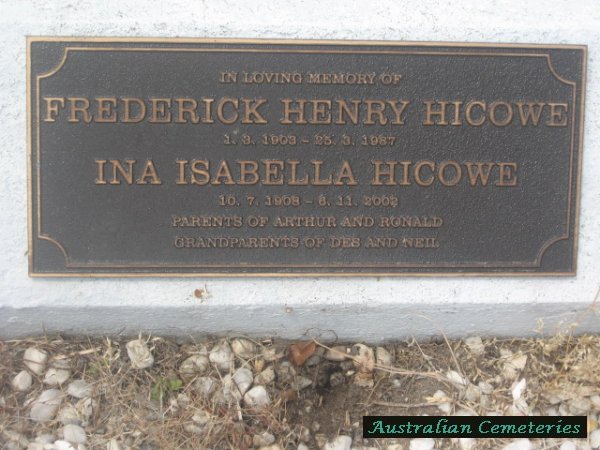 IN LOVING MEMORY OF
FREDERICK HENRY HICOWE
1. 3. 1903 - 25. 3. 1987
INA ISABELLA HICOWE
10. 7. 1908 - 6. 11. 2002
PARENTS OF ARTHUR AND RONALD
GRANDPARENTS OF DES AND NEIL
Australian Cemeteries